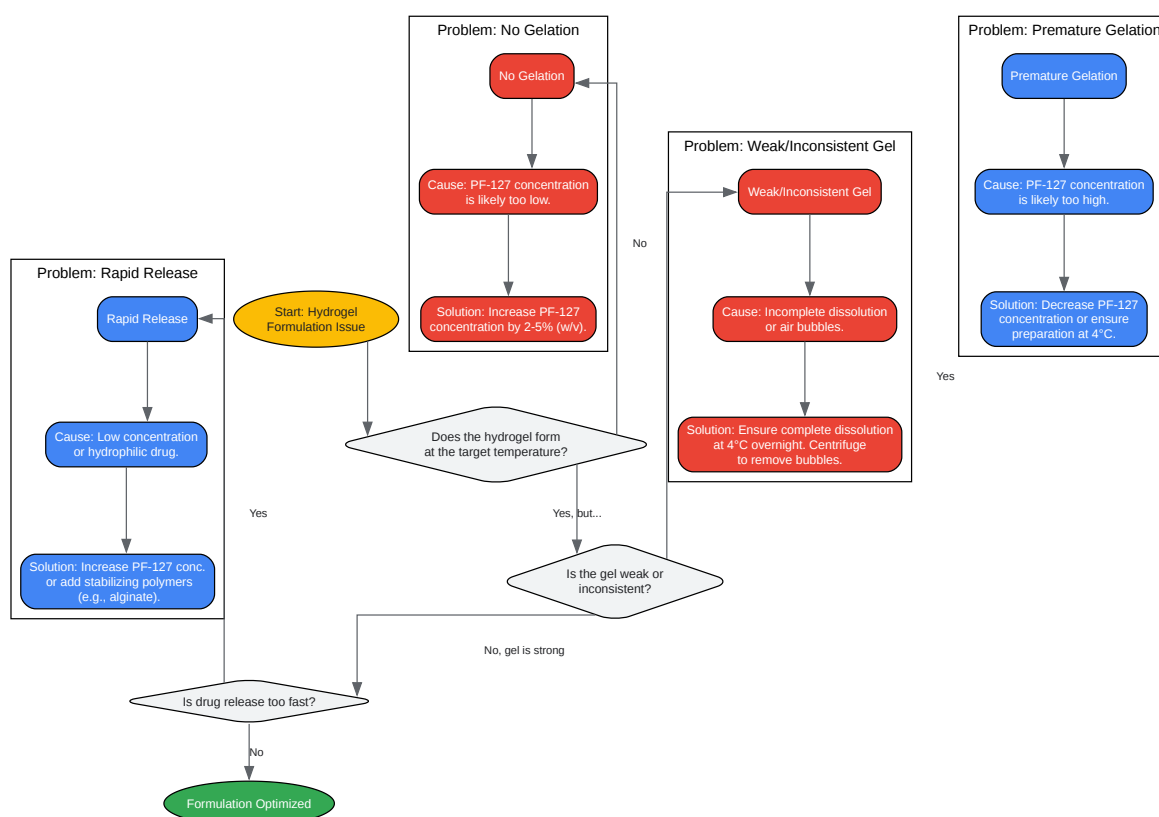 Problem: No Gelation
No Gelation
Cause: PF-127 concentration
is likely too low.
Solution: Increase PF-127
concentration by 2-5% (w/v).
Problem: Premature Gelation
Premature Gelation
Cause: PF-127 concentration
is likely too high.
Solution: Decrease PF-127
concentration or ensure
preparation at 4°C.
Problem: Weak/Inconsistent Gel
Weak/Inconsistent Gel
Cause: Incomplete dissolution
or air bubbles.
Solution: Ensure complete dissolution
at 4°C overnight. Centrifuge
to remove bubbles.
Problem: Rapid Release
Rapid Release
Cause: Low concentration
or hydrophilic drug.
Solution: Increase PF-127 conc.
or add stabilizing polymers
(e.g., alginate).
Start: Hydrogel
Formulation Issue
No
Yes
Does the hydrogel form
at the target temperature?
Yes
Yes, but...
Is the gel weak or
inconsistent?
No, gel is strong
Is drug release too fast?
No
Formulation Optimized